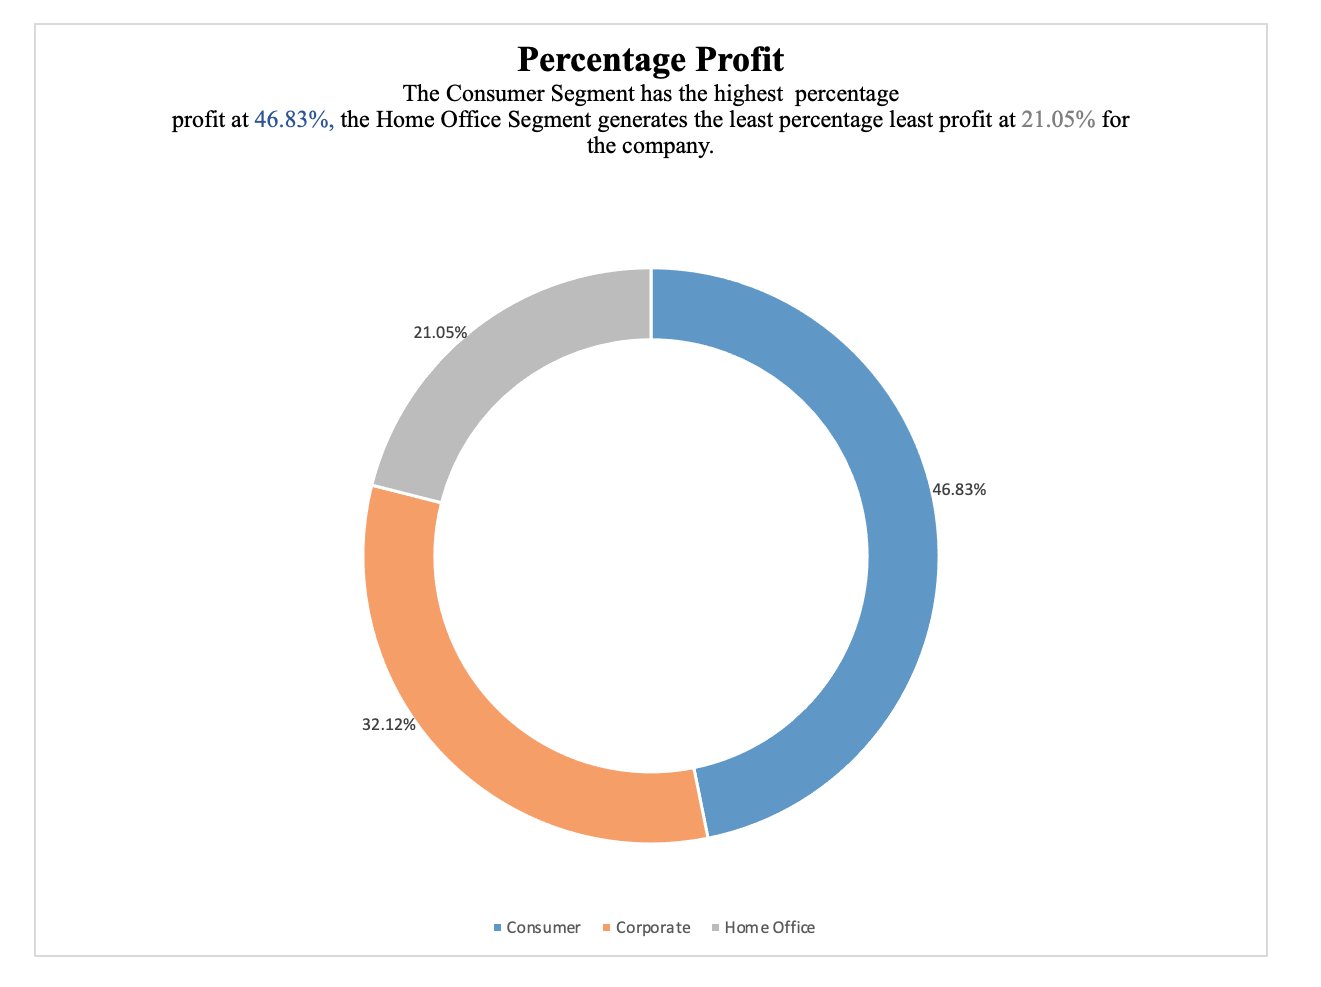 Percentage Profit
The Consumer Segment has the highest  percentage
profit at 46.83%, the Home Office Segment generates the least percentage least profit at 21.05% for
the company.
21.05%
46.83%
32.12%
Consumer Corporate Home Office